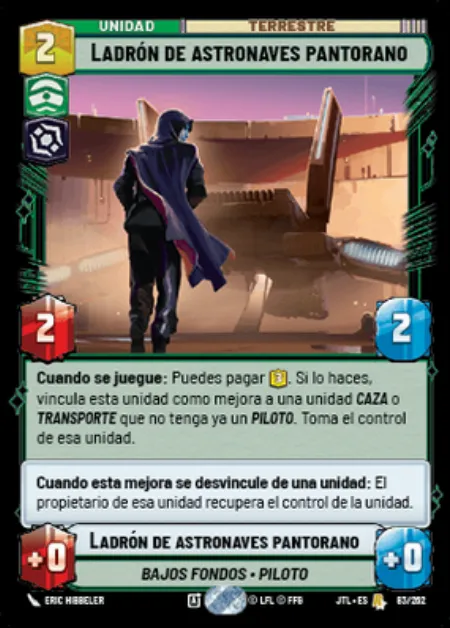 UNIDAD
TERRESTRE
2
LADRÓN DE ASTRONAVES PANTORANO
2
2
Cuando se juegue: Puedes pagar 3. Si lo haces,
vincula esta unidad como mejora a una unidad CAZA o
TRANSPORTE que no tenga ya un PILOTO. Toma el control
de esa unidad.
Cuando esta mejora se desvincule de una unidad: El
propietario de esa unidad recupera el control de la unidad.
+0
LADRÓN DE ASTRONAVES PANTORANO
+0
BAJOS FONDOS • PILOTO
ERIC HIBBELER
© LFL © FFG
JTL • ES
83/262